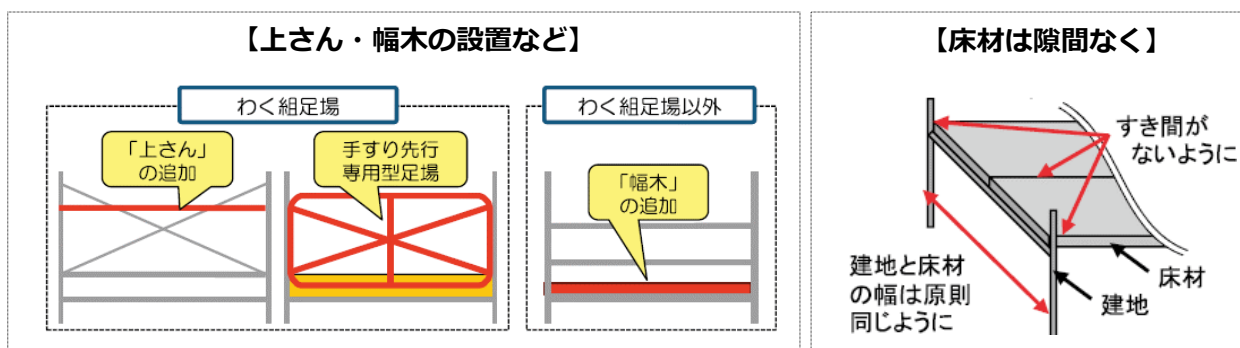 【上さん・幅木の設置など】
わく組足場
「上さん」
の追加
手すり先行
専用型足場
わく組足場以外
「幅木」
の追加
【床材は隙間なく】
すき間が
ないように
建地と床材
の幅は原則
同じように
床材
建地